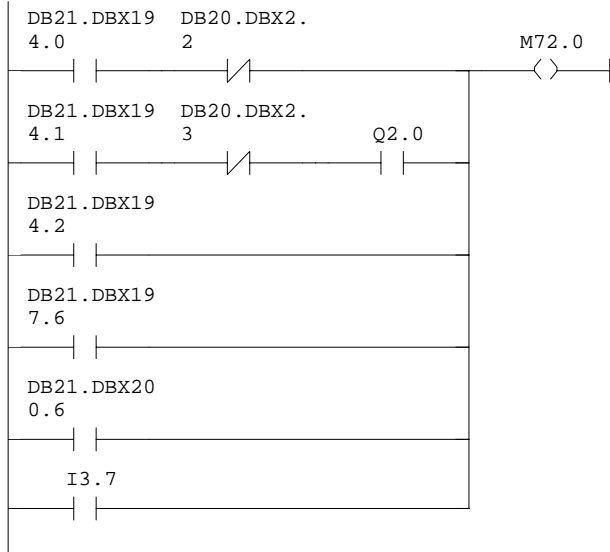 DB21.DBX19 DB20.DBX2.
4.0 2 M72.0
DB21.DBX19 DB20.DBX2.
4.1 3 Q2.0
DB21.DBX19
4.2
DB21.DBX19
7.6
DB21.DBX20
0.6
I3.7